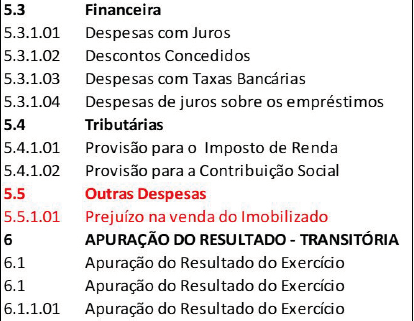 5.3 Financeira
5.3.1.01 Despesas com Juros
5.3.1.02 Descontos Concedidos
5.3.1.03 Despesas com Taxas Bancárias
5.3.1.04 Despesas de juros sobre os empréstimos
5.4 Tributárias
5.4.1.01 Provisão para o Imposto de Renda
5.4.1.02 Provisão para a Contribuição Social
5.5 Outras Despesas
5.5.1.01 Prejuízo na venda do Imobilizado
6 APURAÇÃO DO RESULTADO - TRANSITÓRIA
6.1 Apuração do Resultado do Exercício
6.1 Apuração do Resultado do Exercício
6.1.1.01 Apuração do Resultado do Exercício